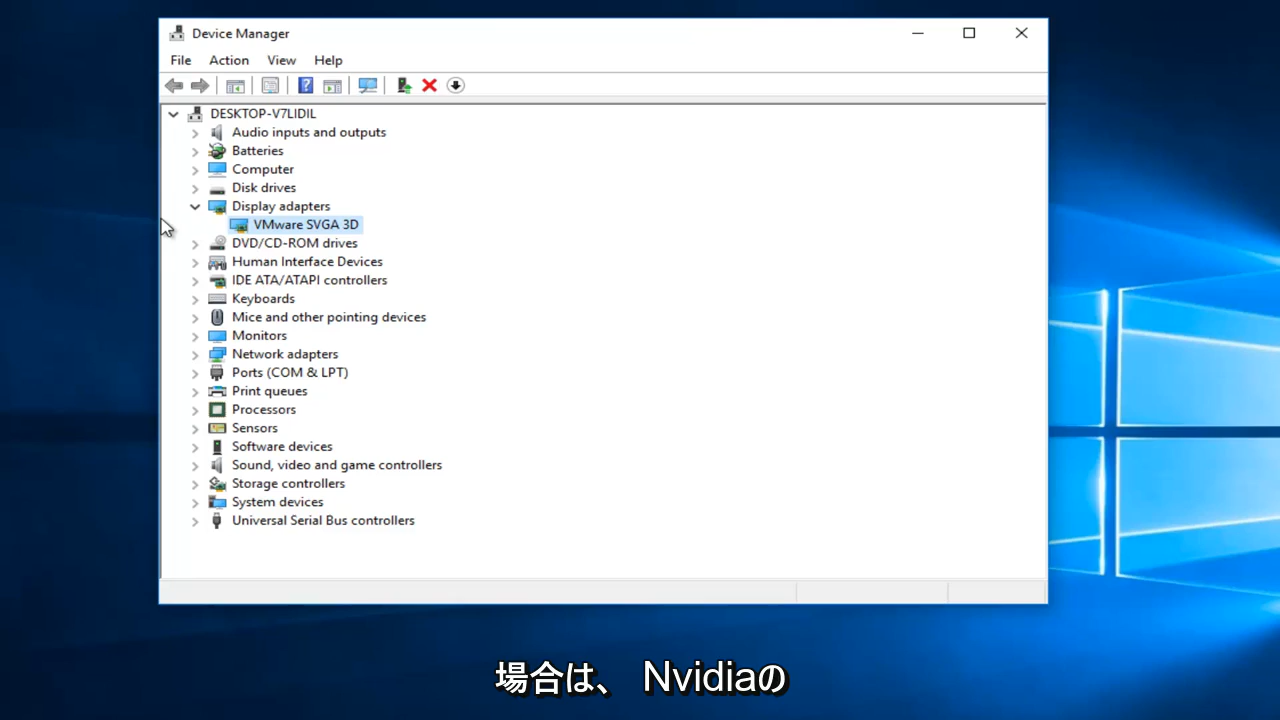 Device Manager
File Action View Help
DESKTOP-V7LIDIL
Audio inputs and outputs
Batteries
Computer
Disk drives
Display adapters
VMware SVGA 3D
DVD/CD-ROM drives
Human Interface Devices
IDE ATA/ATAPI controllers
Keyboards
Mice and other pointing devices
Monitors
Network adapters
Ports (COM & LPT)
Print queues
Processors
Sensors
Software devices
Sound, video and game controllers
Storage controllers
System devices
Universal Serial Bus controllers
場合は、 Nvidiaの